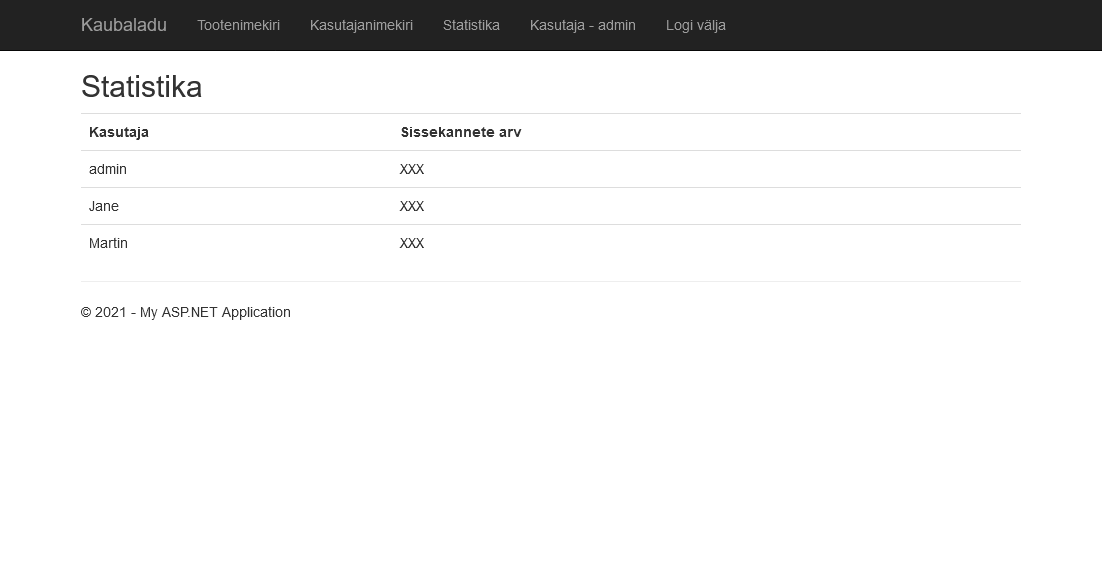 Kaubaladu Tootenimekiri Kasutajanimekiri Statistika Kasutaja - admin Logi välja
Statistika
Kasutaja Sissekannete arv
admin XXX
Jane XXX
Martin XXX
© 2021 - My ASP.NET Application